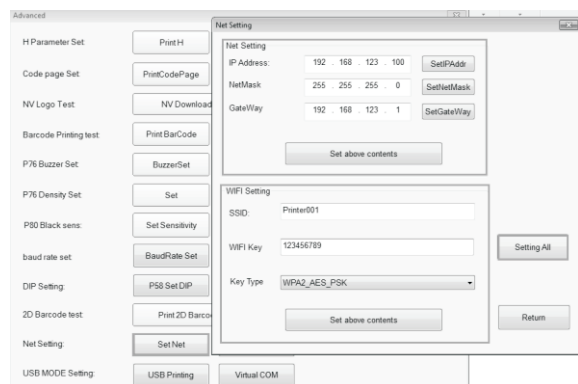 Advanced
H Parameter Set:
Print H
Code page Set:
PrintCodePage
NV Logo Test:
NV Download
Barcode Printing test:
Print BarCode
P76 Buzzer Set:
BuzzerSet
P76 Density Set:
Set
P80 Black sens:
Set Sensitivity
baud rate set:
BaudRate Set
DIP Setting:
P58 Set DIP
2D Barcode test:
Print 2D Barco
Net Setting:
Set Net
USB MODE Setting:
USB Printing
Virtual COM
Net Setting
Net Setting
IP Address:
192 . 168 . 123 . 100
SetIPAddr
NetMask
255 . 255 . 255 . 0
SetNetMask
GateWay
192 . 168 . 123 . 1
SetGateWay
Set above contents
WIFI Setting
SSID:
Printer001
WIFI Key
123456789
Key Type
WPA2_AES_PSK
Set above contents
Setting All
Return